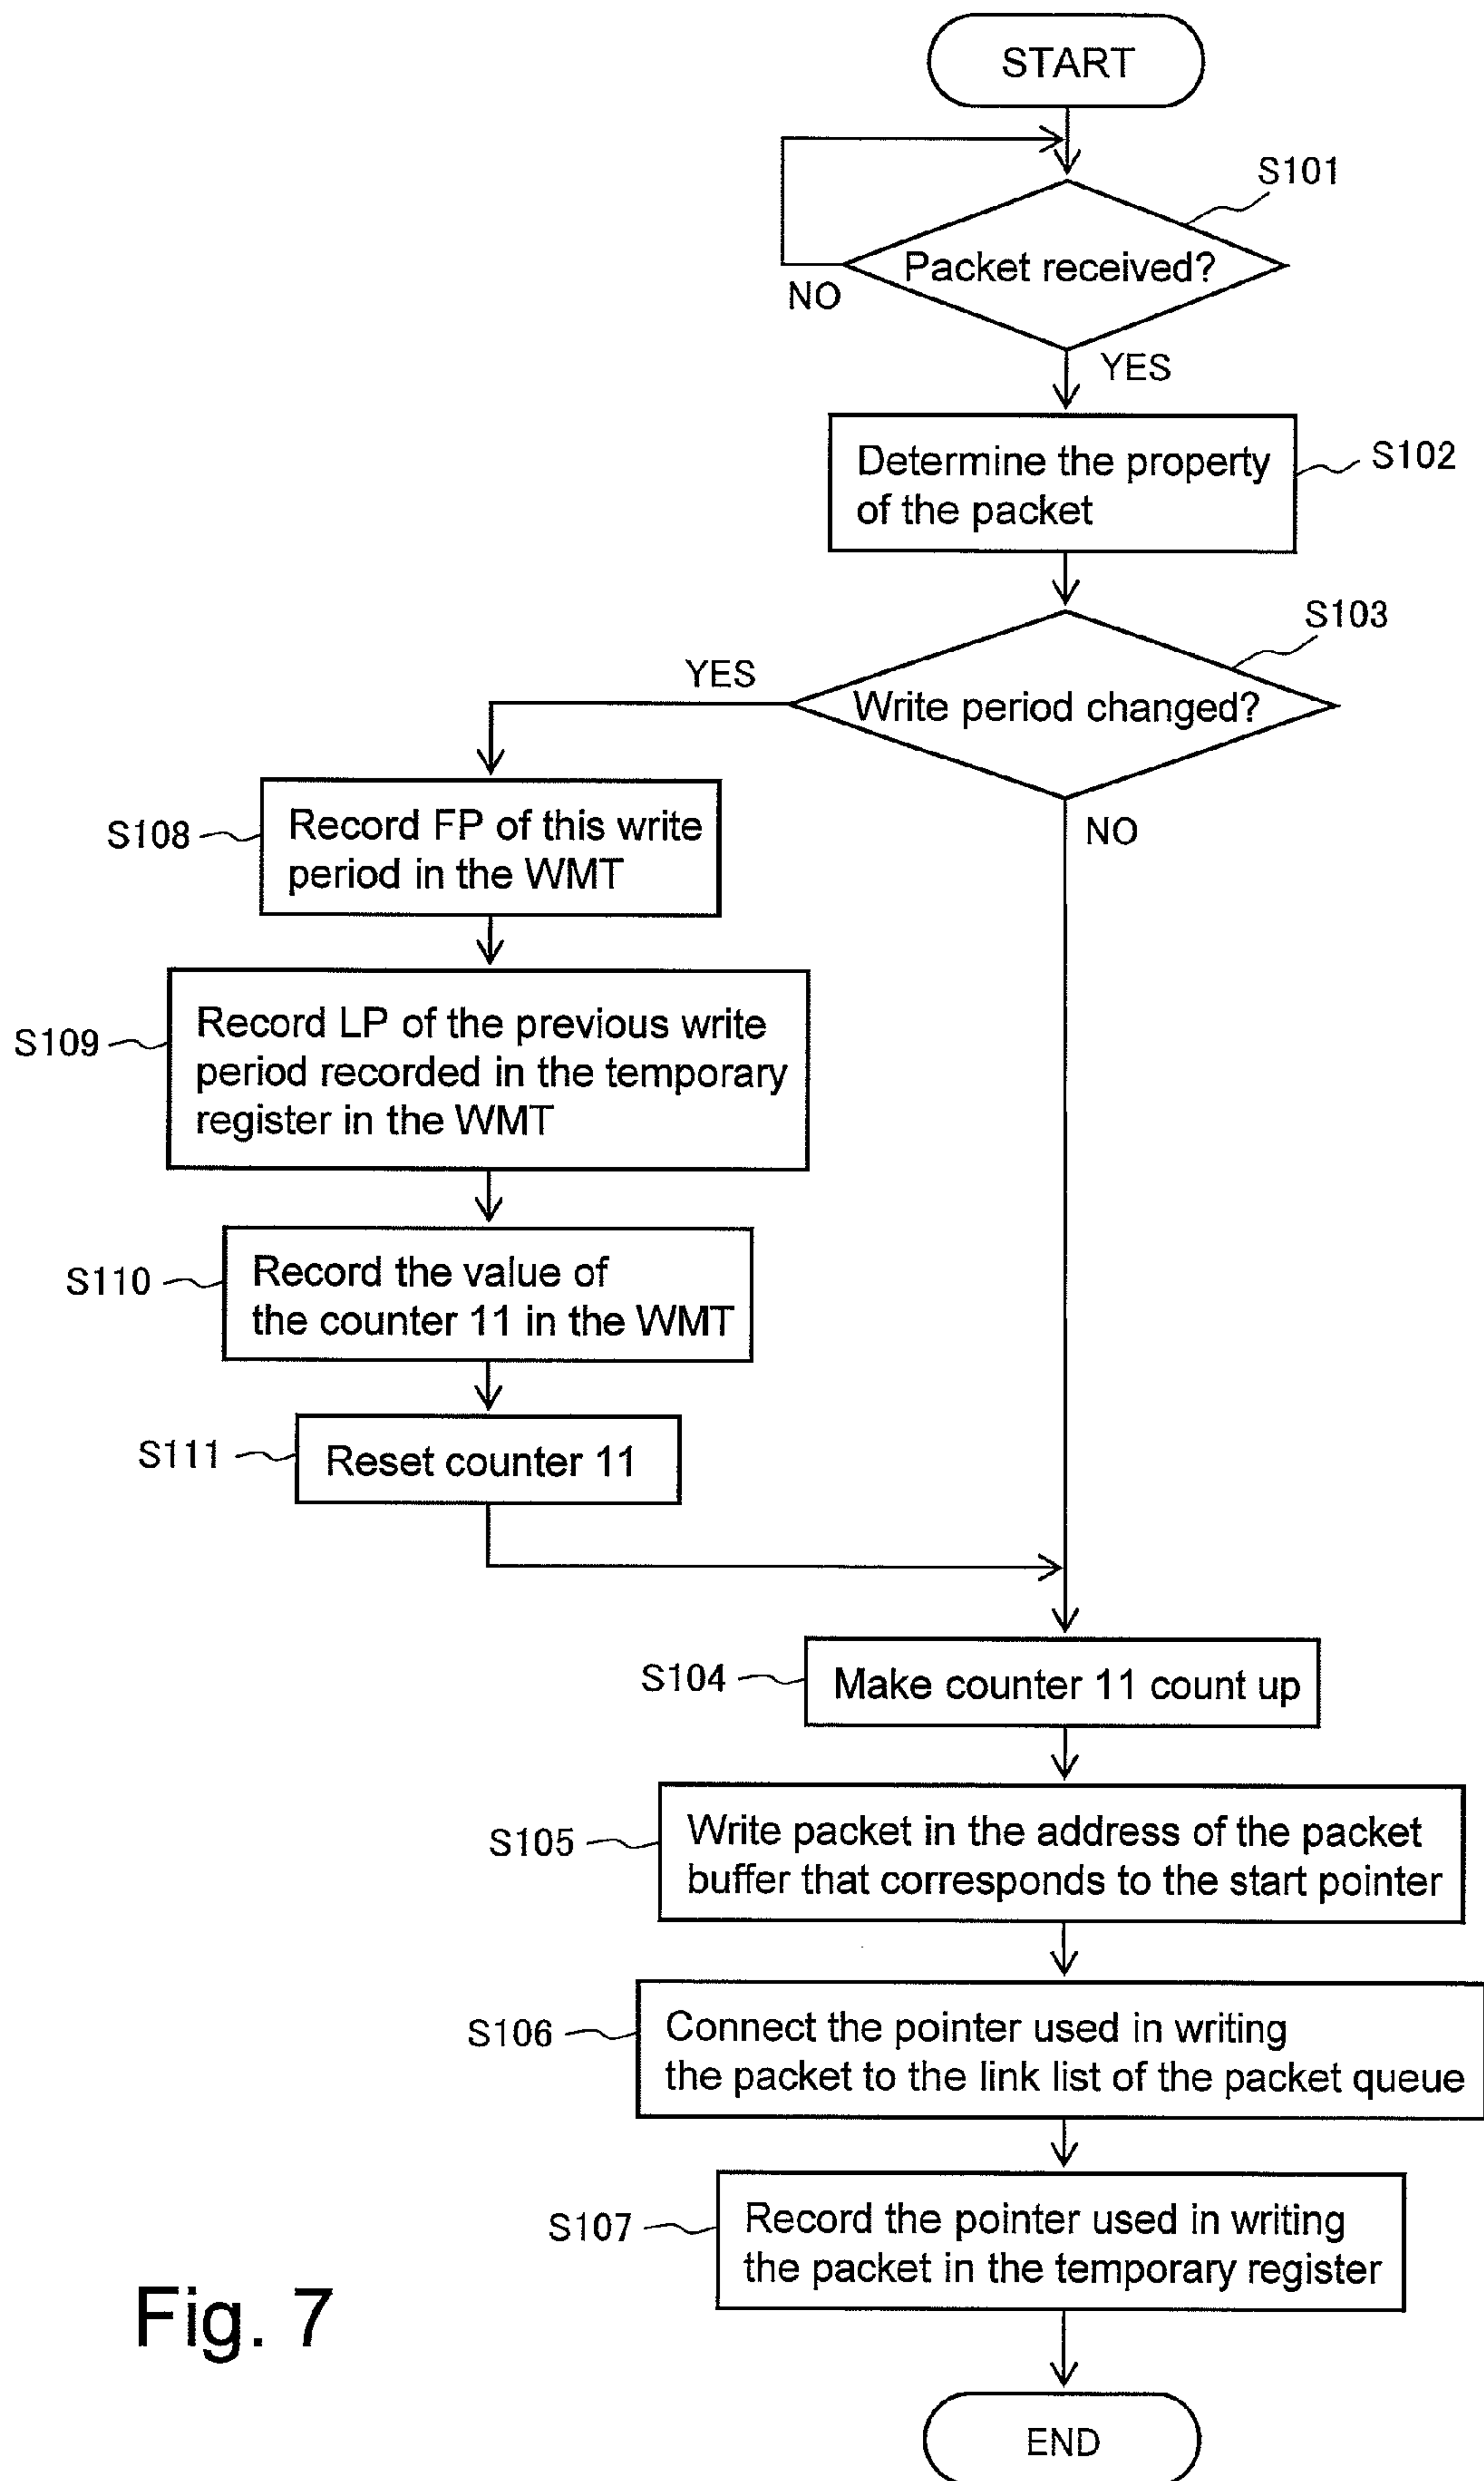 START
S101
Packet received?
NO
YES
Determine the property
of the packet
S102
S103
YES
Write period changed?
NO
S108
Record FP of this write
period in the WMT
S109
Record LP of the previous write
period recorded in the temporary
register in the WMT
S110
Record the value of
the counter 11 in the WMT
S111
Reset counter 11
S104
Make counter 11 count up
S105
Write packet in the address of the packet
buffer that corresponds to the start pointer
S106
Connect the pointer used in writing
the packet to the link list of the packet queue
S107
Record the pointer used in writing
the packet in the temporary register
Fig. 7
END